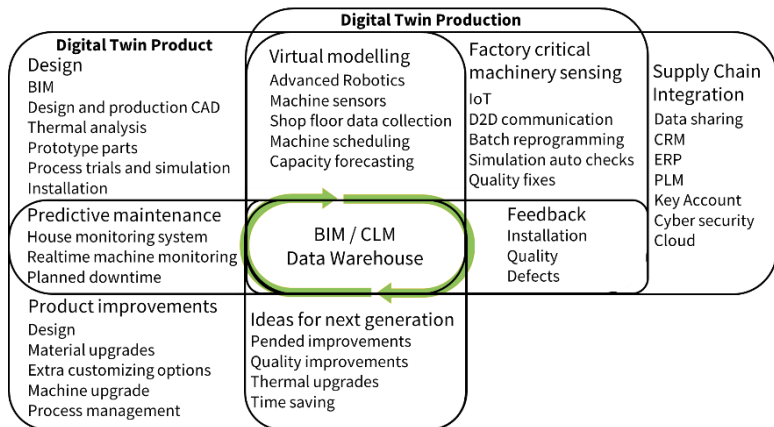 Digital Twin Production
Digital Twin Product
Design
BIM
Design and production CAD
Thermal analysis
Prototype parts
Process trials and simulation
Installation
Virtual modelling
Advanced Robotics
Machine sensors
Shop floor data collection
Machine scheduling
Capacity forecasting
Factory critical
machinery sensing
IoT
D2D communication
Batch reprogramming
Simulation auto checks
Quality fixes
Supply Chain
Integration
Data sharing
CRM
ERP
PLM
Key Account
Cyber security
Cloud
Predictive maintenance
House monitoring system
Realtime machine monitoring
Planned downtime
BIM / CLM
Data Warehouse
Feedback
Installation
Quality
Defects
Product improvements
Design
Material upgrades
Extra customizing options
Machine upgrade
Process management
Ideas for next generation
Pended improvements
Quality improvements
Thermal upgrades
Time saving